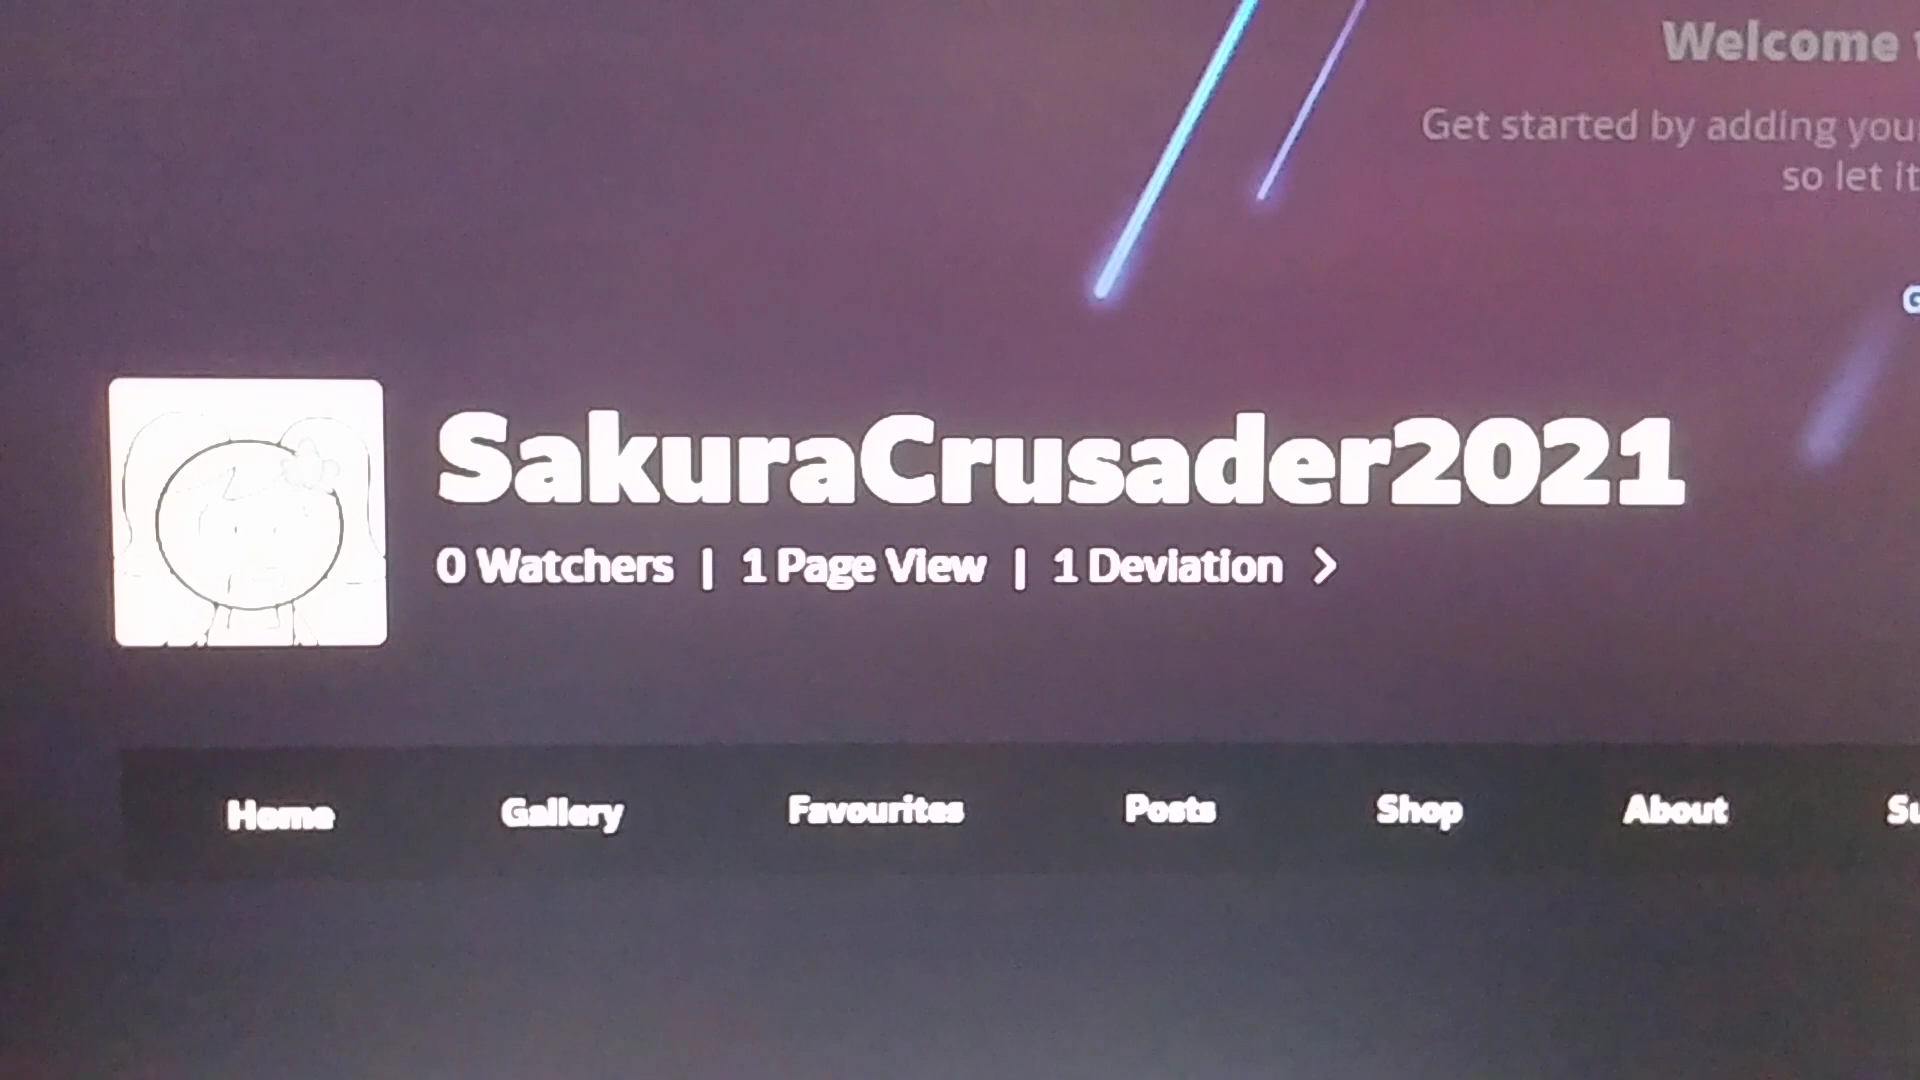 Welcome
Get started by adding you
so let it
SakuraCrusader2021
0 Watchers | 1 Page View | 1 Deviation >
Home Gallery Favourites Posts Shop About Su